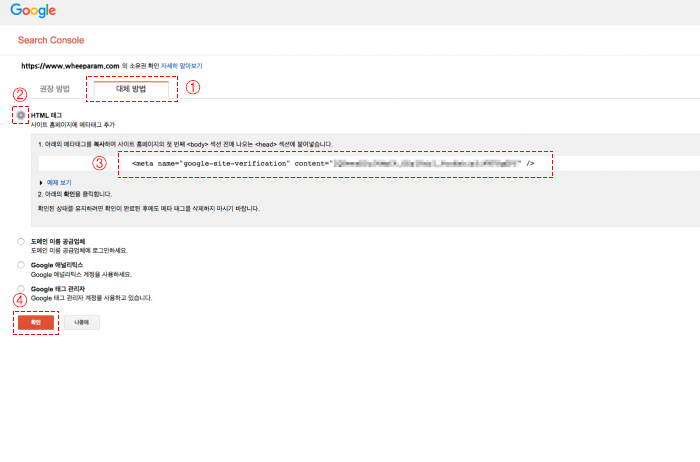 Google
Search Console
https://www.wheeparam.com 의 소유권 확인 자세히 알아보기
권장 방법
대체 방법
①
②
HTML 태그
사이트 홈페이지에 메타태그 추가
1. 아래의 메타태그를 복사하여 사이트 홈페이지의 첫 번째 <body> 섹션 전에 나오는 <head> 섹션에 붙여넣습니다.
③
<meta name="google-site-verification" content=" " />
예제 보기
2. 아래의 확인을 클릭합니다.
확인된 상태를 유지하려면 확인이 완료된 후에도 메타 태그를 삭제하지 마시기 바랍니다.
도메인 이름 공급업체
도메인 이름 공급업체에 로그인하세요.
Google 애널리틱스
Google 애널리틱스 계정을 사용하세요.
Google 태그 관리자
④
Google 태그 관리자 계정을 사용하고 있습니다.
확인
나중에